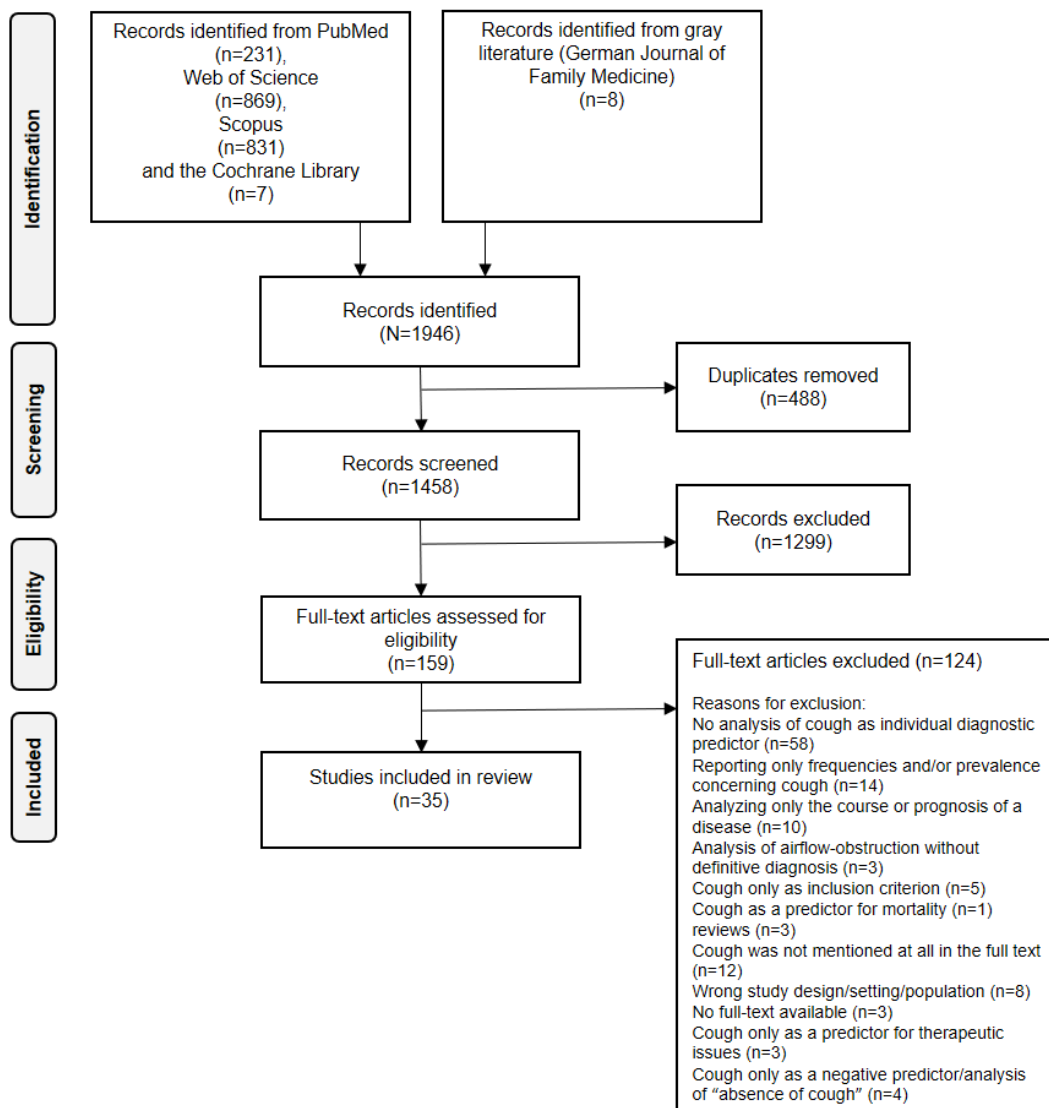 Identification
Records identified from PubMed
(n=231),
Web of Science
(n=869),
Scopus
(n=831)
and the Cochrane Library
(n=7)
Records identified from gray
literature (German Journal of
Family Medicine)
(n=8)
Records identified
(N=1946)
Screening
Duplicates removed
(n=488)
Records screened
(n=1458)
Records excluded
(n=1299)
Eligibility
Full-text articles assessed for
eligibility
(n=159)
Full-text articles excluded (n=124)
Reasons for exclusion:
No analysis of cough as individual diagnostic
predictor (n=58)
Reporting only frequencies and/or prevalence
concerning cough (n=14)
Analyzing only the course or prognosis of a
disease (n=10)
Analysis of airflow-obstruction without
definitive diagnosis (n=3)
Cough only as inclusion criterion (n=5)
Cough as a predictor for mortality (n=1)
reviews (n=3)
Cough was not mentioned at all in the full text
(n=12)
Wrong study design/setting/population (n=8)
No full-text available (n=3)
Cough only as a predictor for therapeutic
issues (n=3)
Cough only as a negative predictor/analysis
of “absence of cough” (n=4)
Included
Studies included in review
(n=35)